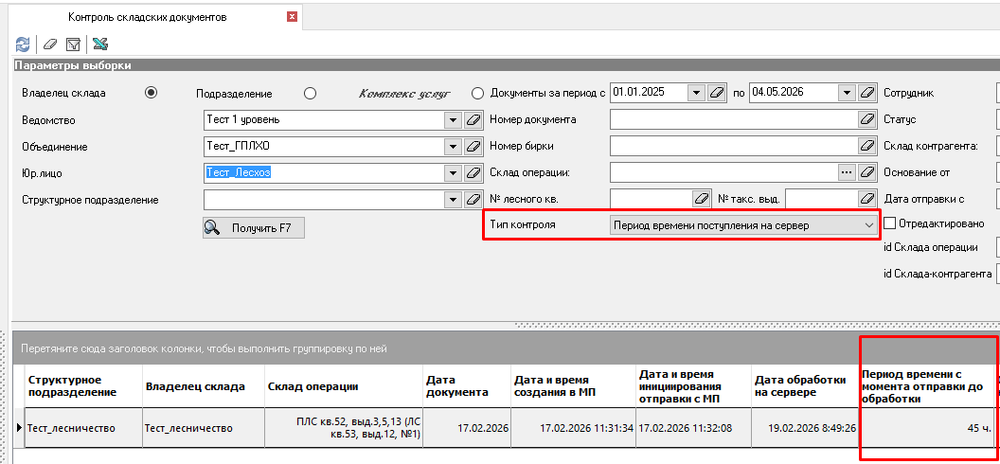 Контроль складских документов
Параметры выборки
Владелец склада Подразделение Комплекс услуг Документы за период с 01.01.2025 по 04.05.2026 Сотрудник
Ведомство Тест 1 уровень Номер документа Статус
Объединение Тест_ГПЛХО Номер бирки Склад контрагента:
Юр.лицо Тест_Лесхоз Склад операции: ... Основание от
Структурное подразделение № лесного кв. № такс. выд. Дата отправки с
Получить F7 Тип контроля Период времени поступления на сервер Отредактировано
id Склада операции
id Склада-контрагента
Перетяните сюда заголовок колонки, чтобы выполнить группировку по ней
Структурное подразделение
Владелец склада
Склад операции
Дата документа
Дата и время создания в МП
Дата и время инициирования отправки с МП
Дата обработки на сервере
Период времени с момента отправки до обработки
Тест_лесничество
Тест_лесничество
ПЛС кв.52, выд.3,5,13 (ЛС
кв.53, выд.12, №1)
17.02.2026
17.02.2026 11:31:34
17.02.2026 11:32:08
19.02.2026 8:49:26
45 ч.